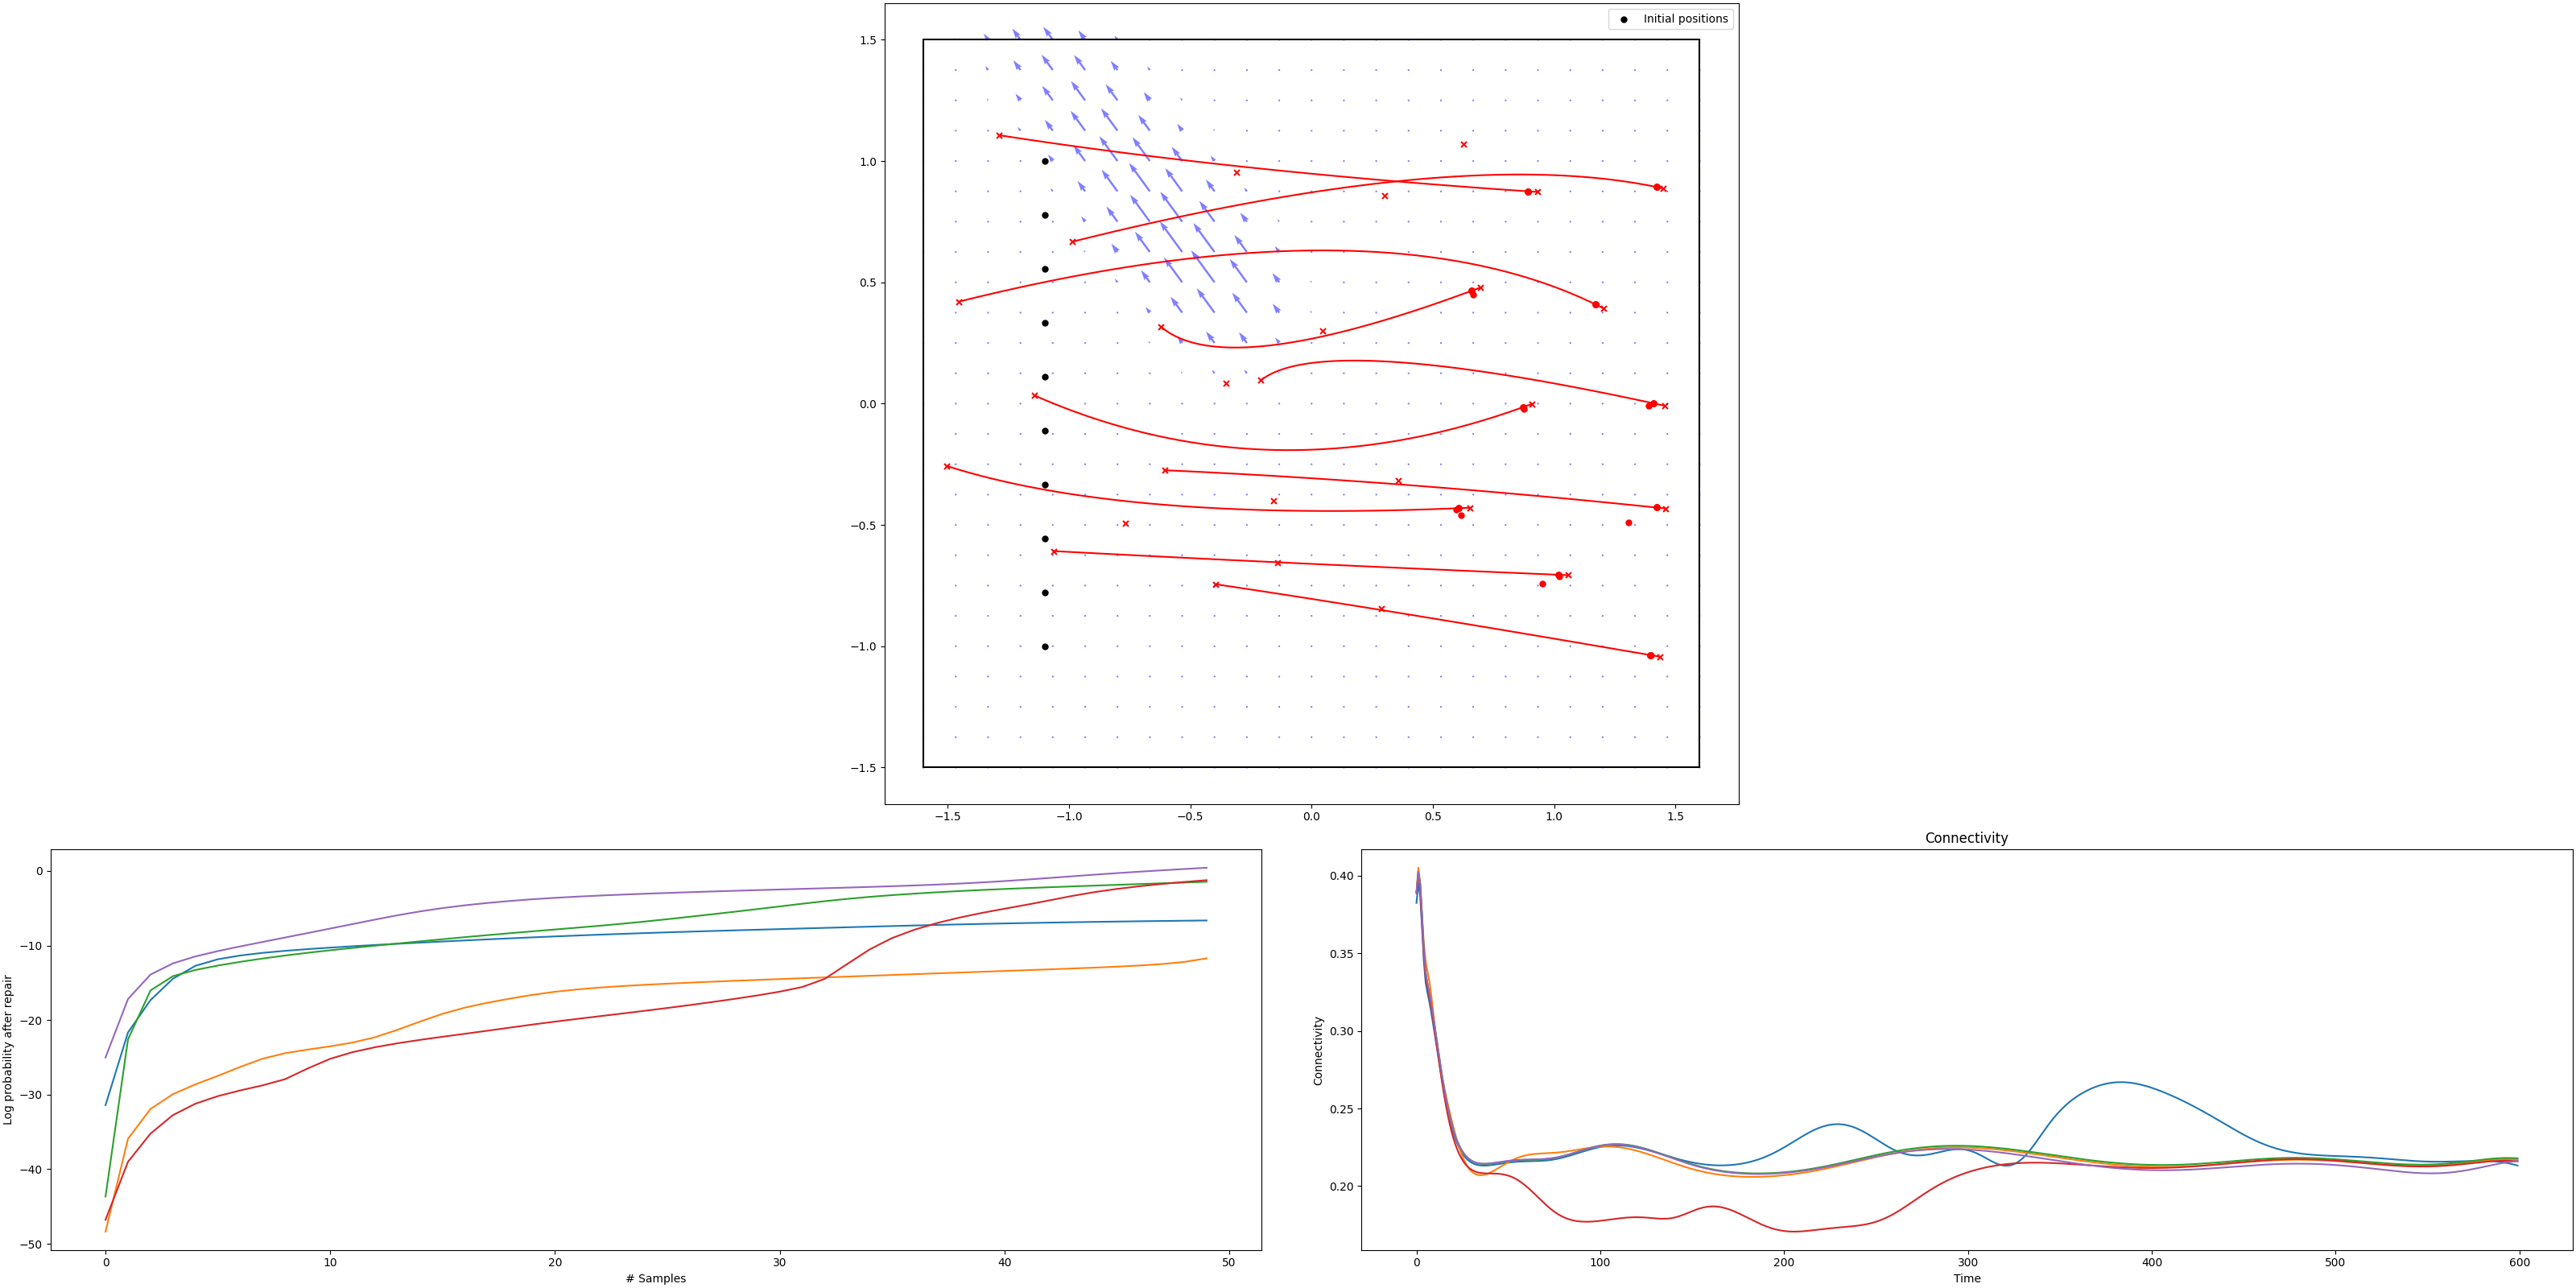 Initial positions
1.5
1.0
0.5
0.0
−0.5
−1.0
−1.5
−1.5 −1.0 −0.5 0.0 0.5 1.0 1.5
Log probability after repair
0
−10
−20
−30
−40
−50
0 10 20 30 40 50
# Samples
Connectivity
Connectivity
0.40
0.35
0.30
0.25
0.20
0 100 200 300 400 500 600
Time